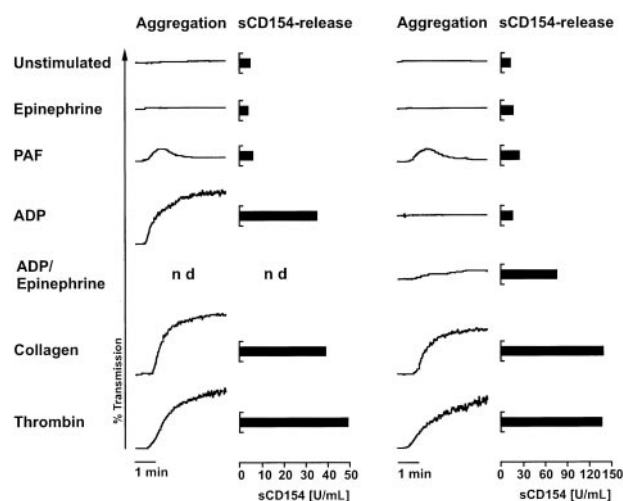 Aggregation sCD154-release Aggregation sCD154-release
Unstimulated
Epinephrine
PAF
ADP
ADP/
Epinephrine
n d n d
Collagen
Thrombin
% Transmission
1 min 0 10 20 30 40 50 1 min 0 30 60 90 120 150
sCD154 [U/mL] sCD154 [U/mL]